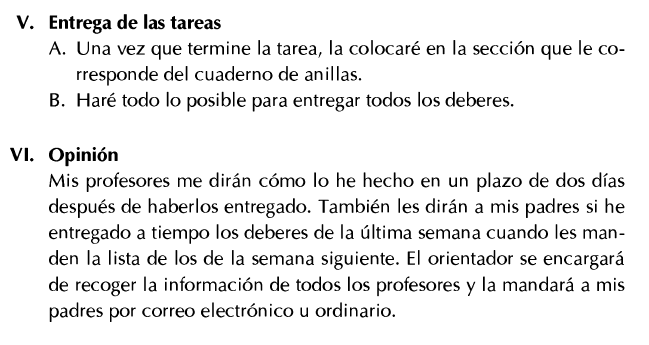 V. Entrega de las tareas
A. Una vez que termine la tarea, la colocaré en la sección que le co-
rresponde del cuaderno de anillas.
B. Haré todo lo posible para entregar todos los deberes.
VI. Opinión
Mis profesores me dirán cómo lo he hecho en un plazo de dos días
después de haberlos entregado. También les dirán a mis padres si he
entregado a tiempo los deberes de la última semana cuando les man-
den la lista de los de la semana siguiente. El orientador se encargará
de recoger la información de todos los profesores y la mandará a mis
padres por correo electrónico u ordinario.